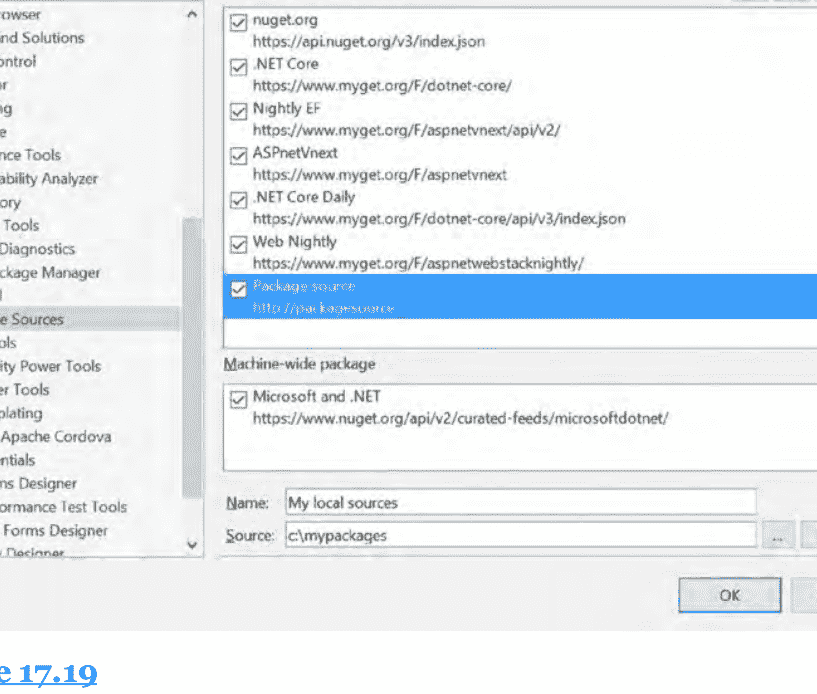 rowser
nd Solutions
ontrol
r
g
e
nce Tools
ability Analyzer
ory
Tools
Diagnostics
ckage Manager
l
e Sources
ols
ity Power Tools
er Tools
plating
Apache Cordova
ntials
ns Designer
ormance Test Tools
Forms Designer
Designer
nuget.org
https://api.nuget.org/v3/index.json
.NET Core
https://www.myget.org/F/dotnet-core/
Nightly EF
https://www.myget.org/F/aspnetvnext/api/v2/
ASPnetVnext
https://www.myget.org/F/aspnetvnext
.NET Core Daily
https://www.myget.org/F/dotnet-core/api/v3/index.json
Web Nightly
https://www.myget.org/F/aspnetwebstacknightly/
Package source
http://packagesource
Machine-wide package
Microsoft and .NET
https://www.nuget.org/api/v2/curated-feeds/microsoftdotnet/
Name: My local sources
Source: c:\mypackages ...
OK
e 17.19